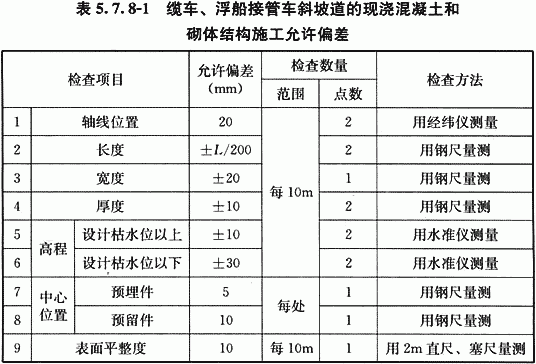 表 5.7.8-1 缆车、浮船接管车斜坡道的现浇混凝土和
砌体结构施工允许偏差
检查项目 允许偏差（mm） 检查数量 检查方法
范围 点数
1 轴线位置 20 每 10m 2 用经纬仪测量
2 长度 ±L/200 2 用钢尺量测
3 宽度 ±20 1 用钢尺量测
4 厚度 ±10 2 用钢尺量测
5 高程 设计枯水位以上 ±10 2 用水准仪测量
6 设计枯水位以下 ±30 2 用水准仪测量
7 中心位置 预埋件 5 每处 1 用钢尺量测
8 预留件 10 1 用钢尺量测
9 表面平整度 10 每 10m 1 用 2m 直尺、塞尺量测